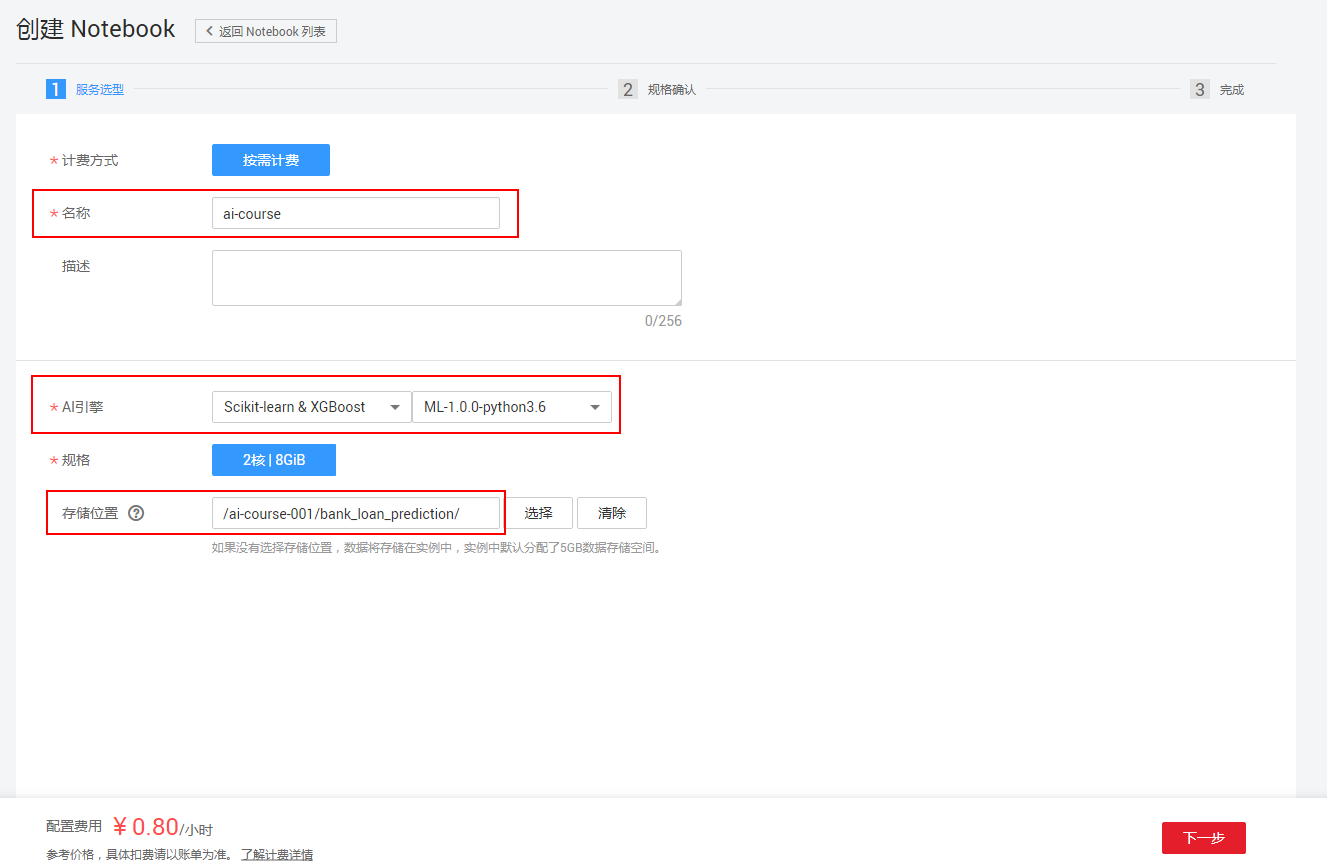 创建 Notebook
返回 Notebook 列表
1 服务选型
2 规格确认
3 完成
* 计费方式 按需计费
* 名称 ai-course
描述
0/256
* AI引擎 Scikit-learn & XGBoost ML-1.0.0-python3.6
* 规格 2核 | 8GiB
存储位置 ? /ai-course-001/bank_loan_prediction/ 选择 清除
如果没有选择存储位置，数据将存储在实例中，实例中默认分配了5GB数据存储空间。
配置费用 ¥ 0.80/小时
参考价格，具体扣费请以账单为准。 了解计费详情
下一步